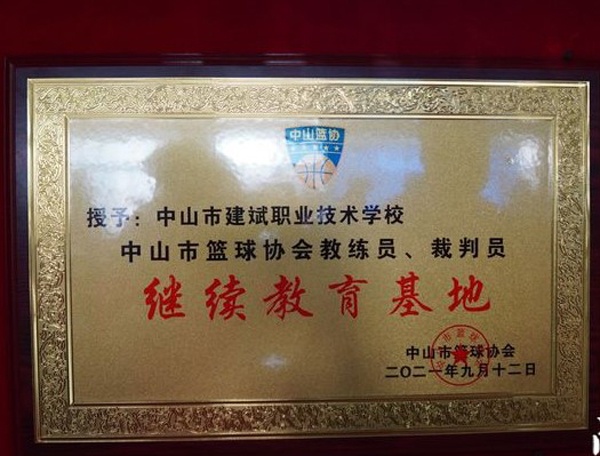 中山篮协
授予：中山市建斌职业技术学校
中山市篮球协会教练员、裁判员
继续教育基地
中山市篮球协会
二〇二一年九月十二日